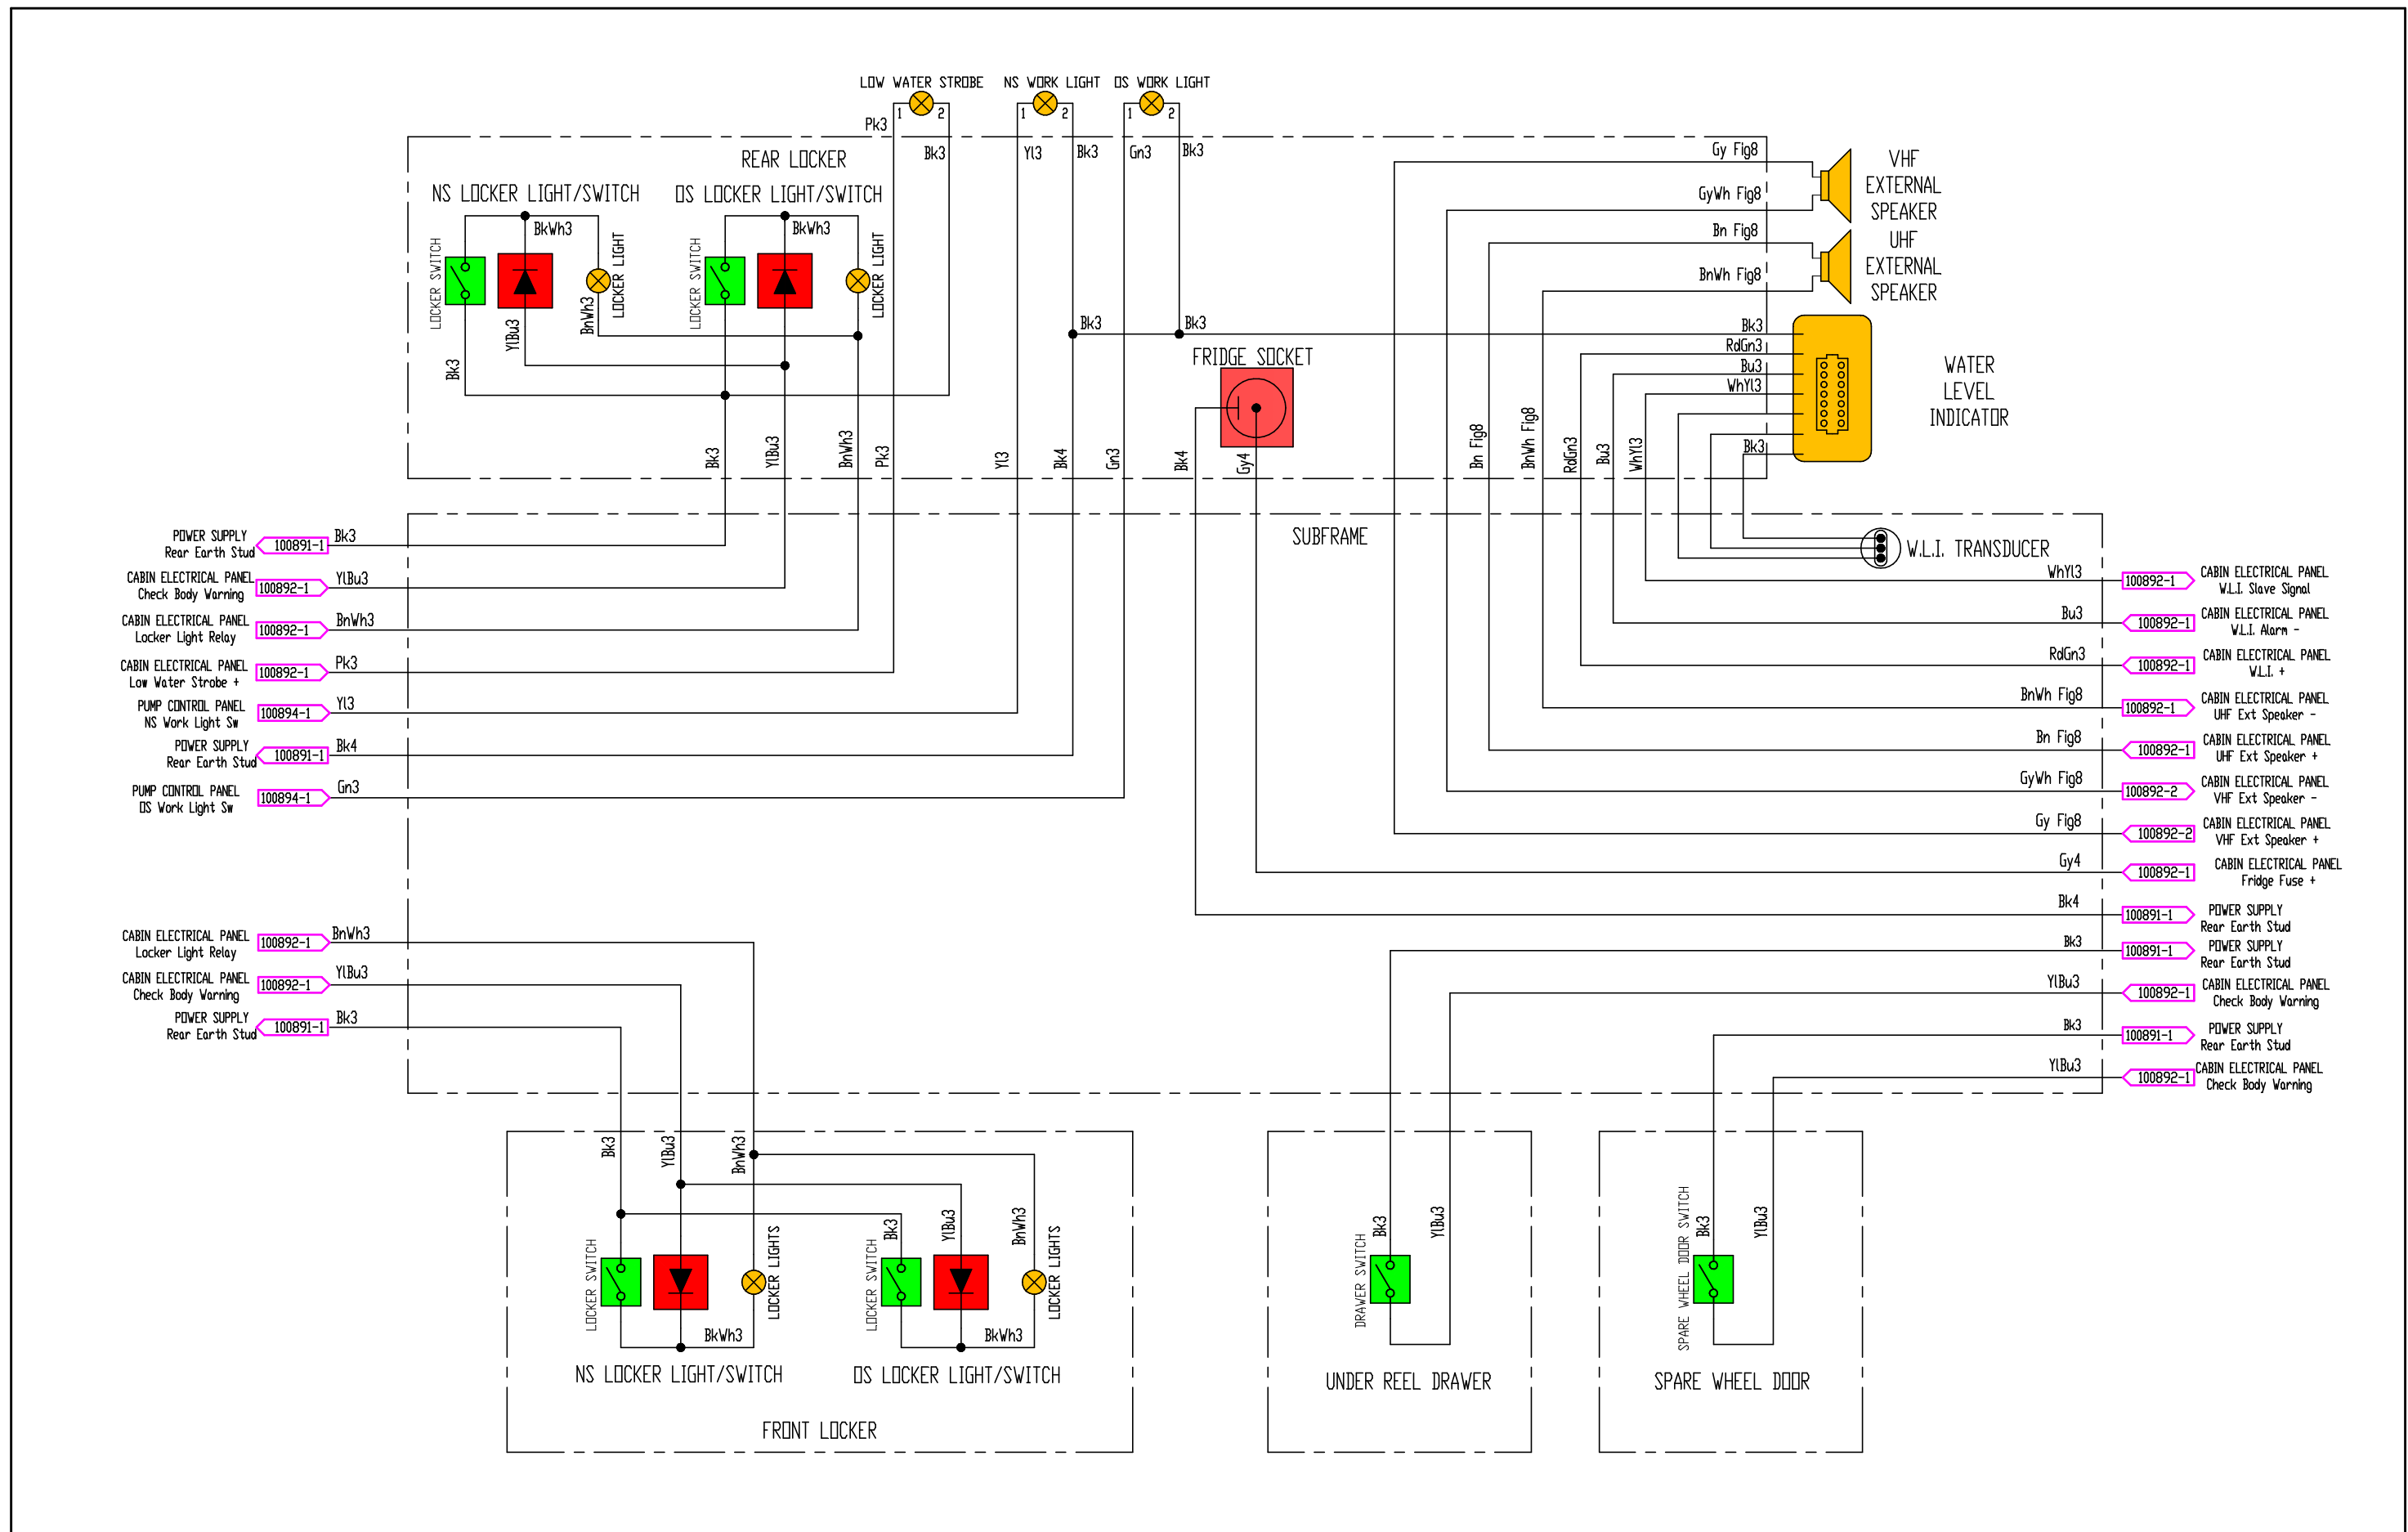 LOW WATER STROBE
NS WORK LIGHT
OS WORK LIGHT
1 2
1 2
1 2
Pk3
Bk3
Yl3
Bk3
Gn3
Bk3
REAR LOCKER
NS LOCKER LIGHT/SWITCH
OS LOCKER LIGHT/SWITCH
BkWh3
BkWh3
LOCKER SWITCH
LOCKER LIGHT
LOCKER SWITCH
LOCKER LIGHT
YlBu3
BnWh3
Bk3
Bk3
YlBu3
BnWh3
Pk3
Yl3
Bk4
Gn3
Bk4
Gy4
Bk3
Bk3
FRIDGE SOCKET
Gy Fig8
GyWh Fig8
Bn Fig8
BnWh Fig8
VHF
EXTERNAL
SPEAKER
UHF
EXTERNAL
SPEAKER
Bk3
RdGn3
Bu3
WhYl3
Bk3
WATER
LEVEL
INDICATOR
Bn Fig8
BnWh Fig8
RdGn3
Bu3
WhYl3
SUBFRAME
W.L.I. TRANSDUCER
POWER SUPPLY
Rear Earth Stud
100891-1
Bk3
CABIN ELECTRICAL PANEL
Check Body Warning
100892-1
YlBu3
CABIN ELECTRICAL PANEL
Locker Light Relay
100892-1
BnWh3
CABIN ELECTRICAL PANEL
Low Water Strobe +
100892-1
Pk3
PUMP CONTROL PANEL
NS Work Light Sw
100894-1
Yl3
POWER SUPPLY
Rear Earth Stud
100891-1
Bk4
PUMP CONTROL PANEL
OS Work Light Sw
100894-1
Gn3
CABIN ELECTRICAL PANEL
Locker Light Relay
100892-1
BnWh3
CABIN ELECTRICAL PANEL
Check Body Warning
100892-1
YlBu3
POWER SUPPLY
Rear Earth Stud
100891-1
Bk3
WhYl3
100892-1
CABIN ELECTRICAL PANEL
W.L.I. Slave Signal
Bu3
100892-1
CABIN ELECTRICAL PANEL
W.L.I. Alarm -
RdGn3
100892-1
CABIN ELECTRICAL PANEL
W.L.I. +
BnWh Fig8
100892-1
CABIN ELECTRICAL PANEL
UHF Ext Speaker -
Bn Fig8
100892-1
CABIN ELECTRICAL PANEL
UHF Ext Speaker +
GyWh Fig8
100892-2
CABIN ELECTRICAL PANEL
VHF Ext Speaker -
Gy Fig8
100892-2
CABIN ELECTRICAL PANEL
VHF Ext Speaker +
Gy4
100892-1
CABIN ELECTRICAL PANEL
Fridge Fuse +
Bk4
100891-1
POWER SUPPLY
Rear Earth Stud
Bk3
100891-1
POWER SUPPLY
Rear Earth Stud
YlBu3
100892-1
CABIN ELECTRICAL PANEL
Check Body Warning
Bk3
100891-1
POWER SUPPLY
Rear Earth Stud
YlBu3
100892-1
CABIN ELECTRICAL PANEL
Check Body Warning
Bk3
YlBu3
BnWh3
Bk3
YlBu3
BnWh3
LOCKER SWITCH
LOCKER LIGHTS
LOCKER SWITCH
LOCKER LIGHTS
BkWh3
BkWh3
NS LOCKER LIGHT/SWITCH
OS LOCKER LIGHT/SWITCH
FRONT LOCKER
Bk3
YlBu3
DRAWER SWITCH
UNDER REEL DRAWER
Bk3
YlBu3
SPARE WHEEL DOOR SWITCH
SPARE WHEEL DOOR